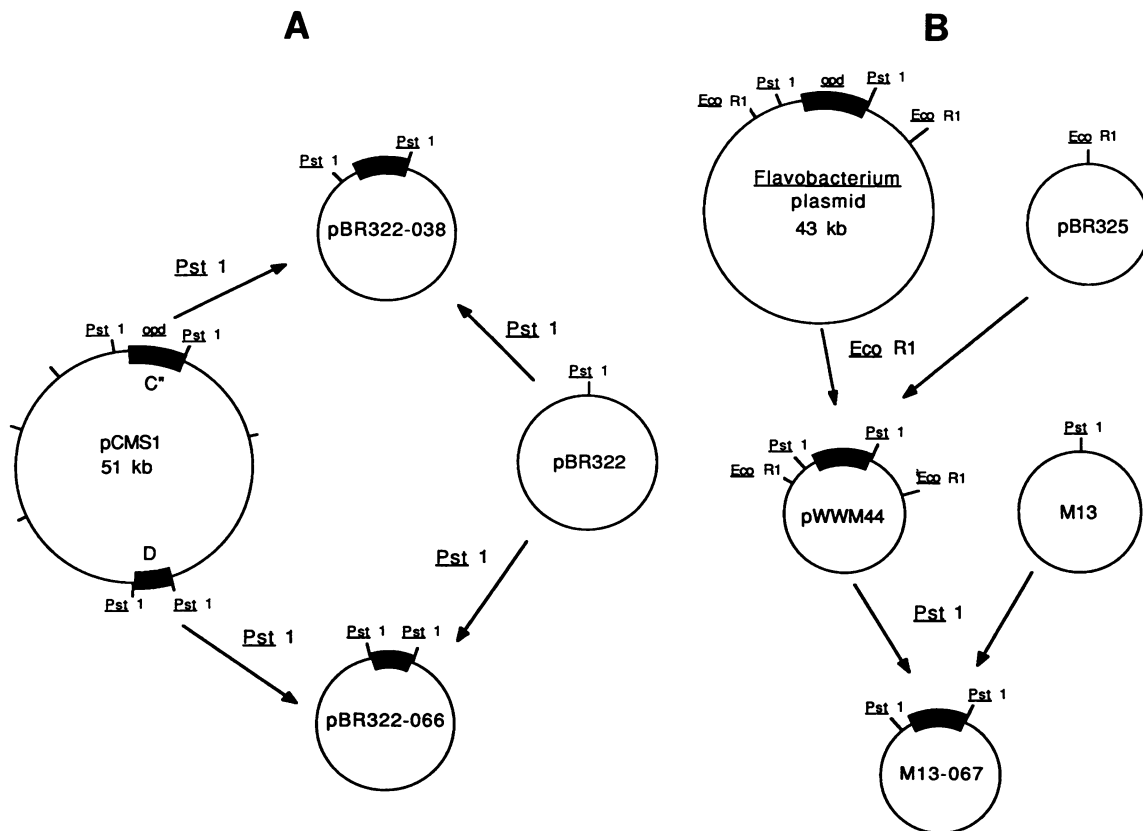 A
Pst 1
Pst 1
pBR322-038
Pst 1
Pst 1
opd
Pst 1
C"
pCMS1
51 kb
D
Pst 1
Pst 1
Pst 1
Pst 1
pBR322
Pst 1
Pst 1
Pst 1
Pst 1
pBR322-066
B
Eco R1
Pst 1
opd
Pst 1
Eco R1
Flavobacterium
plasmid
43 kb
Eco R1
pBR325
Eco R1
Eco R1
Pst 1
Pst 1
Eco R1
pWWM44
Pst 1
M13
Pst 1
Pst 1
Pst 1
M13-067